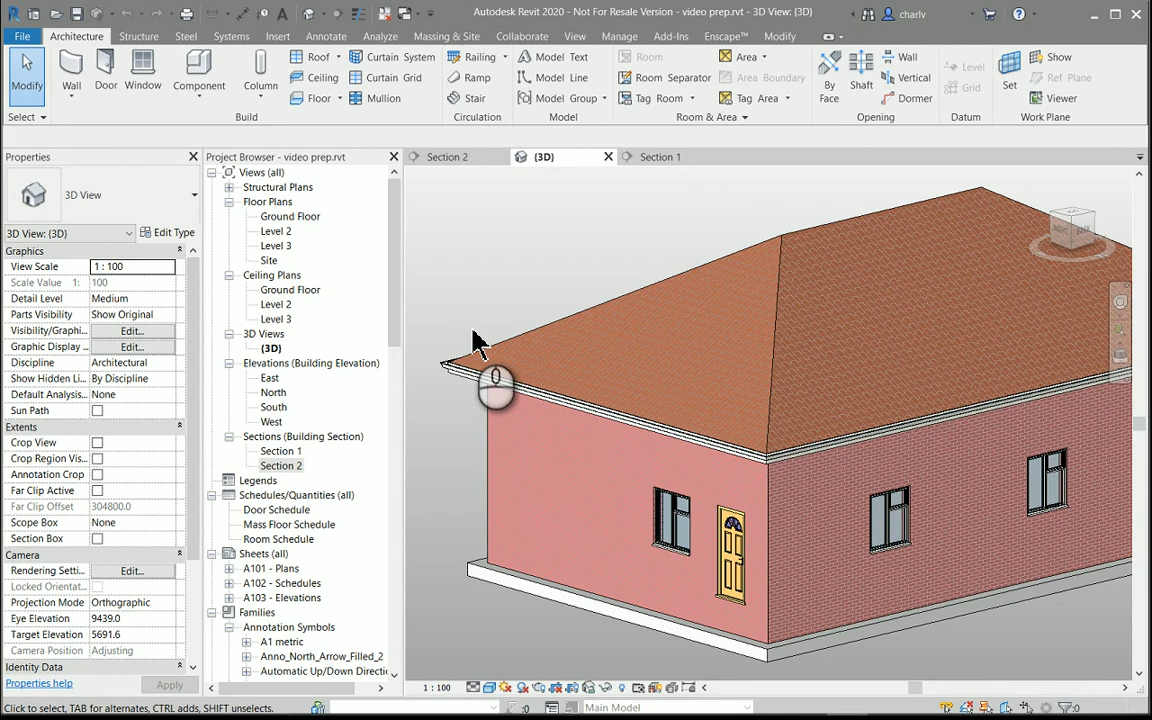 Autodesk Revit 2020 - Not For Resale Version - video prep.rvt - 3D View: {3D}
charlv
File Architecture Structure Steel Systems Insert Annotate Analyze Massing & Site Collaborate View Manage Add-Ins Enscape™ Modify
Modify Wall Door Window Component Column
Roof Curtain System
Ceiling Curtain Grid
Floor Mullion
Railing Model Text
Ramp Model Line
Stair Model Group
Room Area
Room Separator Area Boundary
Tag Room Tag Area
By Face Shaft
Wall
Vertical
Dormer
Level
Grid
Set
Show
Ref Plane
Viewer
Select Build Circulation Model Room & Area Opening Datum Work Plane
Properties
3D View
3D View: {3D} Edit Type
Graphics
View Scale 1 : 100
Scale Value 1: 100
Detail Level Medium
Parts Visibility Show Original
Visibility/Graphi... Edit...
Graphic Display ... Edit...
Discipline Architectural
Show Hidden Li... By Discipline
Default Analysis... None
Sun Path
Extents
Crop View
Crop Region Vis...
Annotation Crop
Far Clip Active
Far Clip Offset 304800.0
Scope Box None
Section Box
Camera
Rendering Setti... Edit...
Locked Orientat...
Projection Mode Orthographic
Eye Elevation 9439.0
Target Elevation 5691.6
Camera Position Adjusting
Identity Data
Properties help Apply
Project Browser - video prep.rvt
Views (all)
Structural Plans
Floor Plans
Ground Floor
Level 2
Level 3
Site
Ceiling Plans
Ground Floor
Level 2
Level 3
3D Views
{3D}
Elevations (Building Elevation)
East
North
South
West
Sections (Building Section)
Section 1
Section 2
Legends
Schedules/Quantities (all)
Door Schedule
Mass Floor Schedule
Room Schedule
Sheets (all)
A101 - Plans
A102 - Schedules
A103 - Elevations
Families
Annotation Symbols
A1 metric
Anno_North_Arrow_Filled_2
Automatic Up/Down Directi
Section 2 {3D} Section 1
1 : 100
Click to select, TAB for alternates, CTRL adds, SHIFT unselects.
:0
Main Model
:0